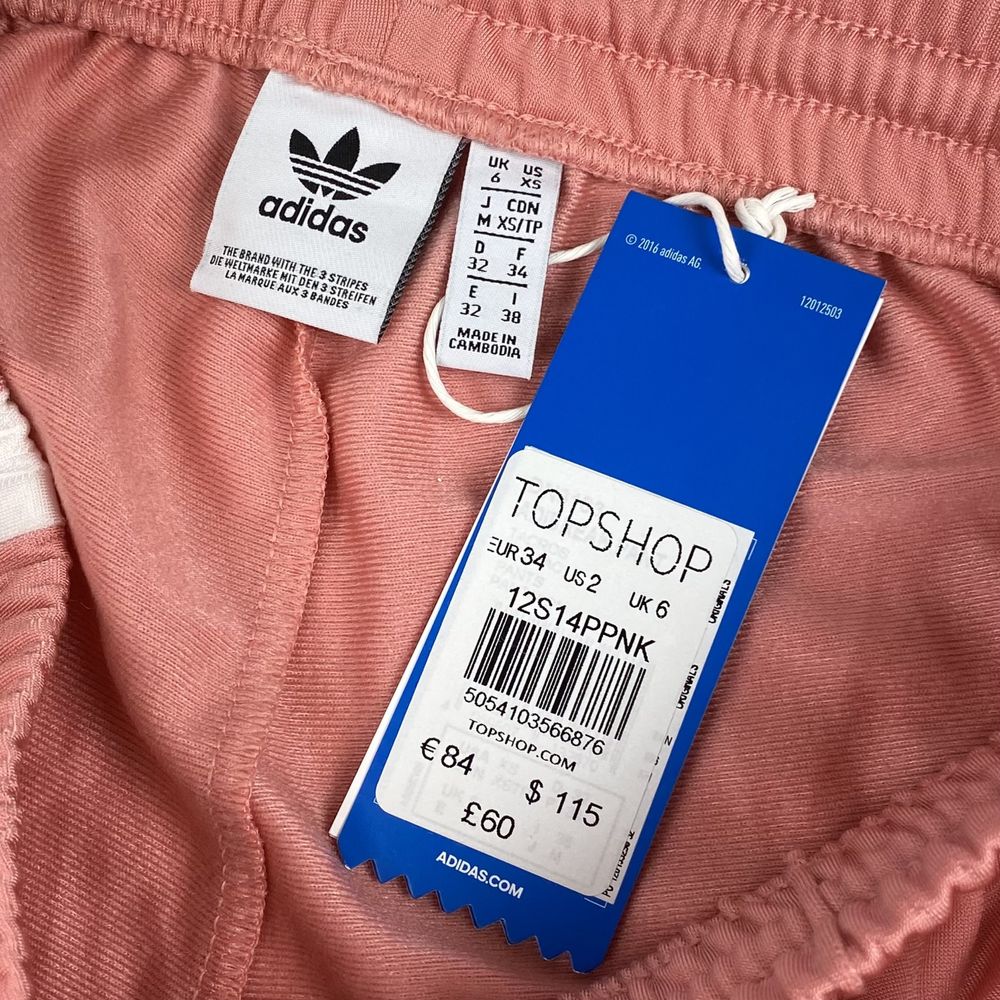 adidas
THE BRAND WITH THE 3 STRIPES
DIE WELTMARKE MIT DEN 3 STREIFEN
LA MARQUE AUX 3 BANDES
UK US
6 XS
J CDN
M XS/TP
D F
32 34
E I
32 38
MADE IN
CAMBODIA
© 2016 adidas AG.
12012503
TOPSHOP
EUR 34 US 2 UK 6
12S14PPNK
5054103566876
TOPSHOP.COM
€84 $ 115
£60
ORIGINALS
ORIGINALS
ADIDAS.COM